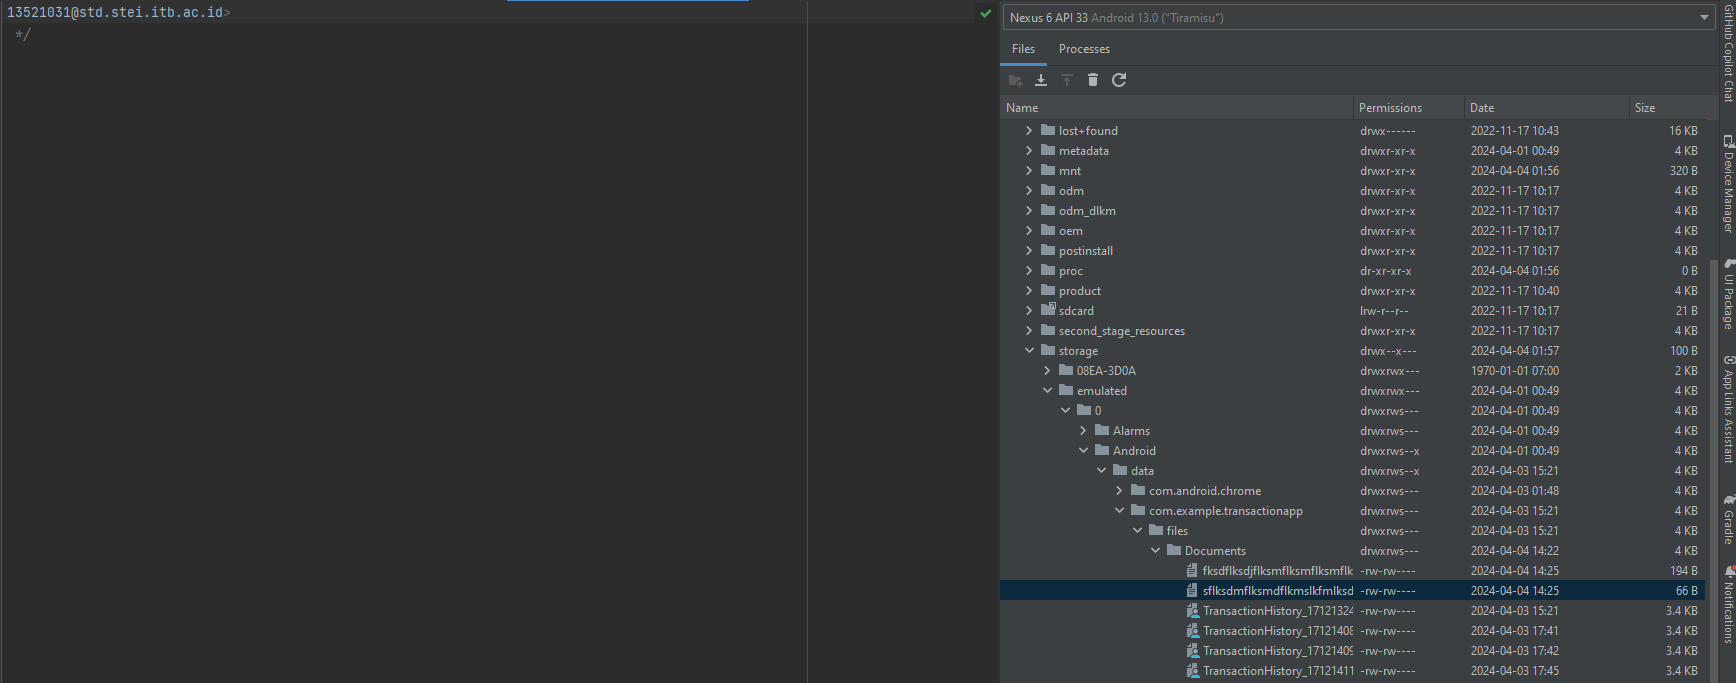 13521031@std.stei.itb.ac.id>
*/
Nexus 6 API 33 Android 13.0 ("Tiramisu")
Files Processes
Name Permissions Date Size
lost+found drwx------ 2022-11-17 10:43 16 KB
metadata drwxr-xr-x 2024-04-01 00:49 4 KB
mnt drwxr-xr-x 2024-04-04 01:56 320 B
odm drwxr-xr-x 2022-11-17 10:17 4 KB
odm_dlkm drwxr-xr-x 2022-11-17 10:17 4 KB
oem drwxr-xr-x 2022-11-17 10:17 4 KB
postinstall drwxr-xr-x 2022-11-17 10:17 4 KB
proc dr-xr-xr-x 2024-04-04 01:56 0 B
product drwxr-xr-x 2022-11-17 10:40 4 KB
sdcard lrw-r--r-- 2022-11-17 10:17 21 B
second_stage_resources drwxr-xr-x 2022-11-17 10:17 4 KB
storage drwx--x--- 2024-04-04 01:57 100 B
08EA-3D0A drwxrwx--- 1970-01-01 07:00 2 KB
emulated drwxrwx--- 2024-04-01 00:49 4 KB
0 drwxrws--- 2024-04-01 00:49 4 KB
Alarms drwxrws--- 2024-04-01 00:49 4 KB
Android drwxrws--x 2024-04-01 00:49 4 KB
data drwxrws--x 2024-04-03 15:21 4 KB
com.android.chrome drwxrws--- 2024-04-03 01:48 4 KB
com.example.transactionapp drwxrws--- 2024-04-03 15:21 4 KB
files drwxrws--- 2024-04-03 15:21 4 KB
Documents drwxrws--- 2024-04-04 14:22 4 KB
fksdflksdjflksmflksmflksmflk -rw-rw---- 2024-04-04 14:25 194 B
sflksdmflksmdflkmslkfmlksd -rw-rw---- 2024-04-04 14:25 66 B
TransactionHistory_17121324 -rw-rw---- 2024-04-03 15:21 3.4 KB
TransactionHistory_17121408 -rw-rw---- 2024-04-03 17:41 3.4 KB
TransactionHistory_17121409 -rw-rw---- 2024-04-03 17:42 3.4 KB
TransactionHistory_17121411 -rw-rw---- 2024-04-03 17:45 3.4 KB
GitHub Copilot Chat
Device Manager
UI Package
App Links Assistant
Gradle
Notifications